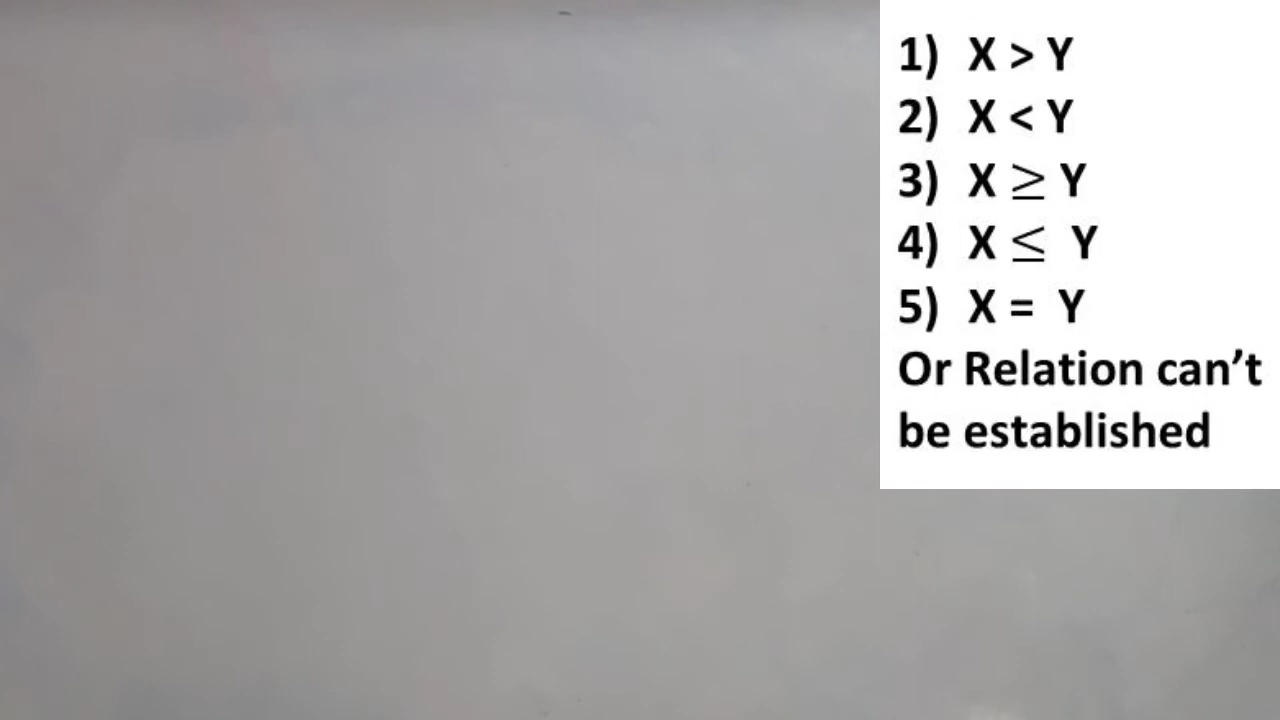 1) X > Y
2) X < Y
3) X ≥ Y
4) X ≤ Y
5) X = Y
Or Relation can't
be established